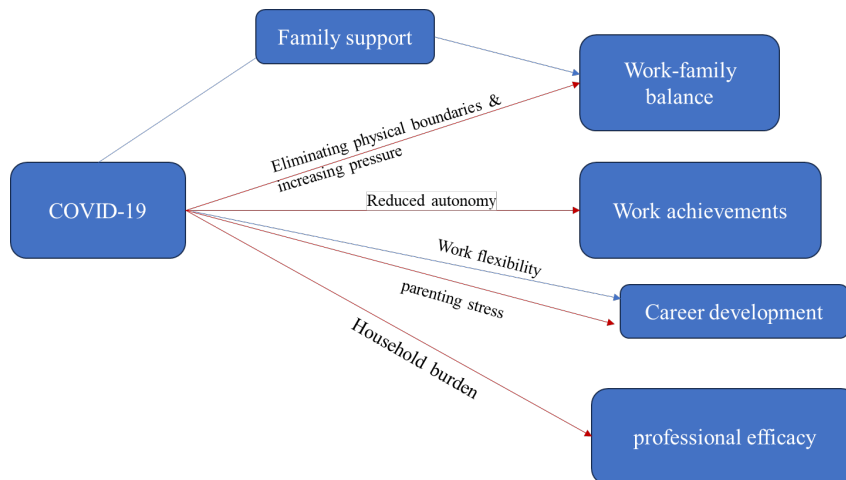 Family support
Work-family
balance
Eliminating physical boundaries &
increasing pressure
COVID-19
Reduced autonomy
Work achievements
Work flexibility
parenting stress
Career development
Household burden
professional efficacy